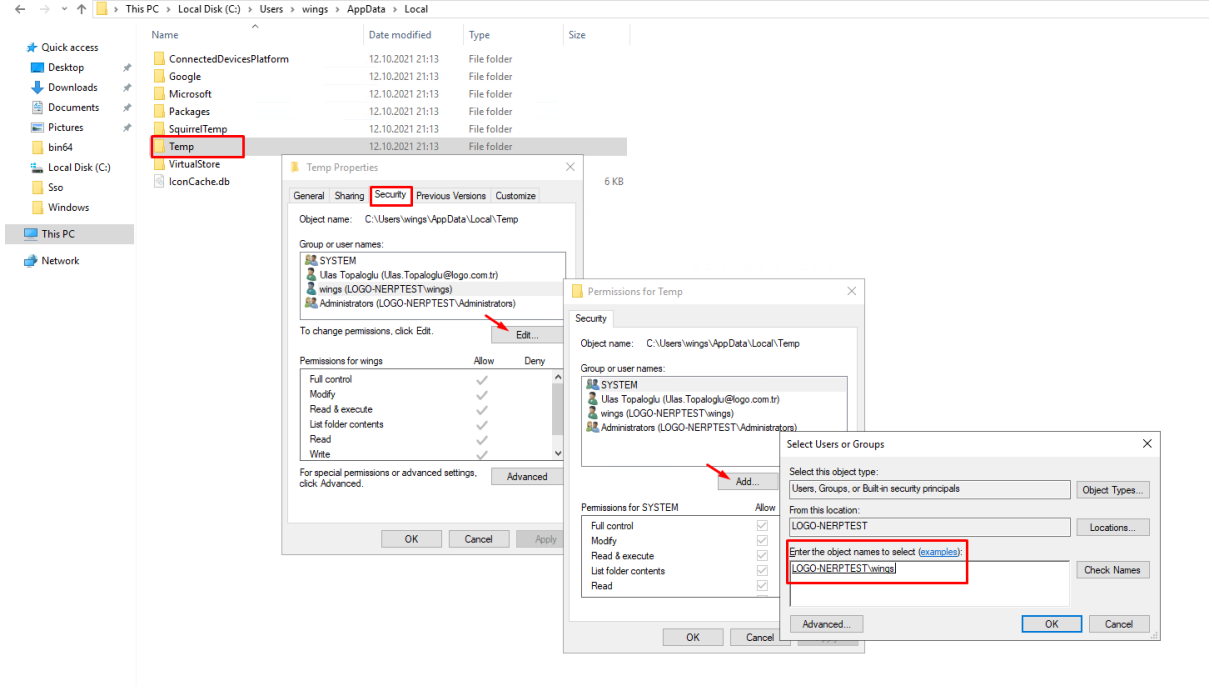 This PC > Local Disk (C:) > Users > wings > AppData > Local
Name Date modified Type Size
Quick access
Desktop
Downloads
Documents
Pictures
bin64
Local Disk (C:)
Sso
Windows
This PC
Network
ConnectedDevicesPlatform 12.10.2021 21:13 File folder
Google 12.10.2021 21:13 File folder
Microsoft 12.10.2021 21:13 File folder
Packages 12.10.2021 21:13 File folder
SquirrelTemp 12.10.2021 21:13 File folder
Temp 12.10.2021 21:13 File folder
VirtualStore
IconCache.db 6 KB
Temp Properties
General Sharing Security Previous Versions Customize
Object name: C:\Users\wings\AppData\Local\Temp
Group or user names:
SYSTEM
Ulas Topaloglu (Ulas.Topaloglu@logo.com.tr)
wings (LOGO-NERPTEST\wings)
Administrators (LOGO-NERPTEST\Administrators)
To change permissions, click Edit.
Edit...
Permissions for wings Allow Deny
Full control
Modify
Read & execute
List folder contents
Read
Write
For special permissions or advanced settings,
click Advanced.
Advanced
OK Cancel Apply
Permissions for Temp
Security
Object name: C:\Users\wings\AppData\Local\Temp
Group or user names:
SYSTEM
Ulas Topaloglu (Ulas.Topaloglu@logo.com.tr)
wings (LOGO-NERPTEST\wings)
Administrators (LOGO-NERPTEST\Administrators)
Add...
Permissions for SYSTEM Allow
Full control
Modify
Read & execute
List folder contents
Read
OK Cancel
Select Users or Groups
Select this object type:
Users, Groups, or Built-in security principals
Object Types...
From this location:
LOGO-NERPTEST
Locations...
Enter the object names to select (examples):
LOGO-NERPTEST\wings
Check Names
Advanced...
OK Cancel